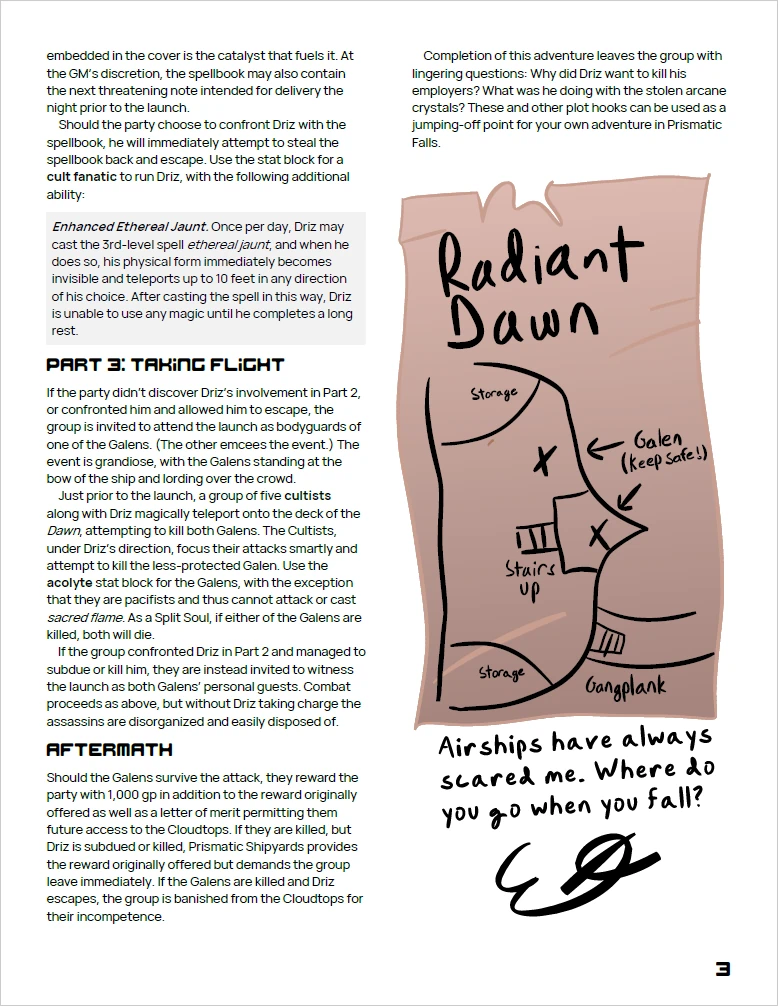 embedded in the cover is the catalyst that fuels it. At
the GM's discretion, the spellbook may also contain
the next threatening note intended for delivery the
night prior to the launch.
Should the party choose to confront Driz with the
spellbook, he will immediately attempt to steal the
spellbook back and escape. Use the stat block for a
cult fanatic to run Driz, with the following additional
ability:
Enhanced Ethereal Jaunt. Once per day, Driz may
cast the 3rd-level spell ethereal jaunt, and when he
does so, his physical form immediately becomes
invisible and teleports up to 10 feet in any direction
of his choice. After casting the spell in this way, Driz
is unable to use any magic until he completes a long
rest.
PART 3: TAKING FLIGHT
If the party didn't discover Driz's involvement in Part 2,
or confronted him and allowed him to escape, the
group is invited to attend the launch as bodyguards of
one of the Galens. (The other emcees the event.) The
event is grandiose, with the Galens standing at the
bow of the ship and lording over the crowd.
Just prior to the launch, a group of five cultists
along with Driz magically teleport onto the deck of the
Dawn, attempting to kill both Galens. The Cultists,
under Driz's direction, focus their attacks smartly and
attempt to kill the less-protected Galen. Use the
acolyte stat block for the Galens, with the exception
that they are pacifists and thus cannot attack or cast
sacred flame. As a Split Soul, if either of the Galens are
killed, both will die.
If the group confronted Driz in Part 2 and managed to
subdue or kill him, they are instead invited to witness
the launch as both Galens' personal guests. Combat
proceeds as above, but without Driz taking charge the
assassins are disorganized and easily disposed of.
AFTERMATH
Should the Galens survive the attack, they reward the
party with 1,000 gp in addition to the reward originally
offered as well as a letter of merit permitting them
future access to the Cloudtops. If they are killed, but
Driz is subdued or killed, Prismatic Shipyards provides
the reward originally offered but demands the group
leave immediately. If the Galens are killed and Driz
escapes, the group is banished from the Cloudtops for
their incompetence.
Completion of this adventure leaves the group with
lingering questions: Why did Driz want to kill his
employers? What was he doing with the stolen arcane
crystals? These and other plot hooks can be used as a
jumping-off point for your own adventure in Prismatic
Falls.
Radiant
Dawn
Storage
X
Galen
(keep safe!)
X
Stairs
up
Storage
Gangplank
Airships have always
scared me. Where do
you go when you fall?
3